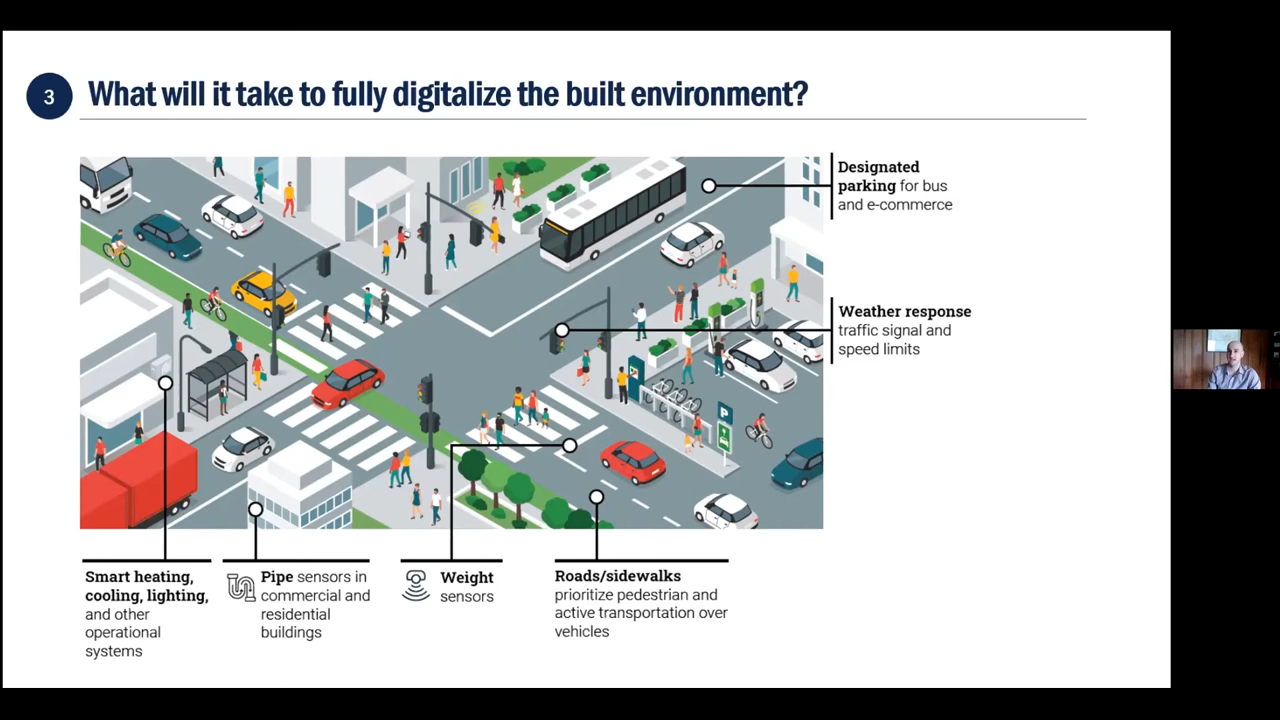 3
What will it take to fully digitalize the built environment?
Designated
parking for bus
and e-commerce
Weather response
traffic signal and
speed limits
P
Smart heating,
cooling, lighting,
and other
operational
systems
Pipe sensors in
commercial and
residential
buildings
Weight
sensors
Roads/sidewalks
prioritize pedestrian and
active transportation over
vehicles